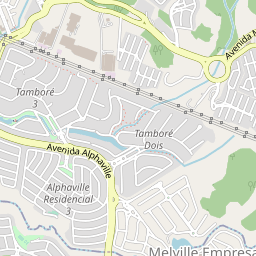 Avenida M
Tamboré
3
Tamboré
Dois
Avenida Alphaville
Alphaville
Residencial
3
Melville Empresa